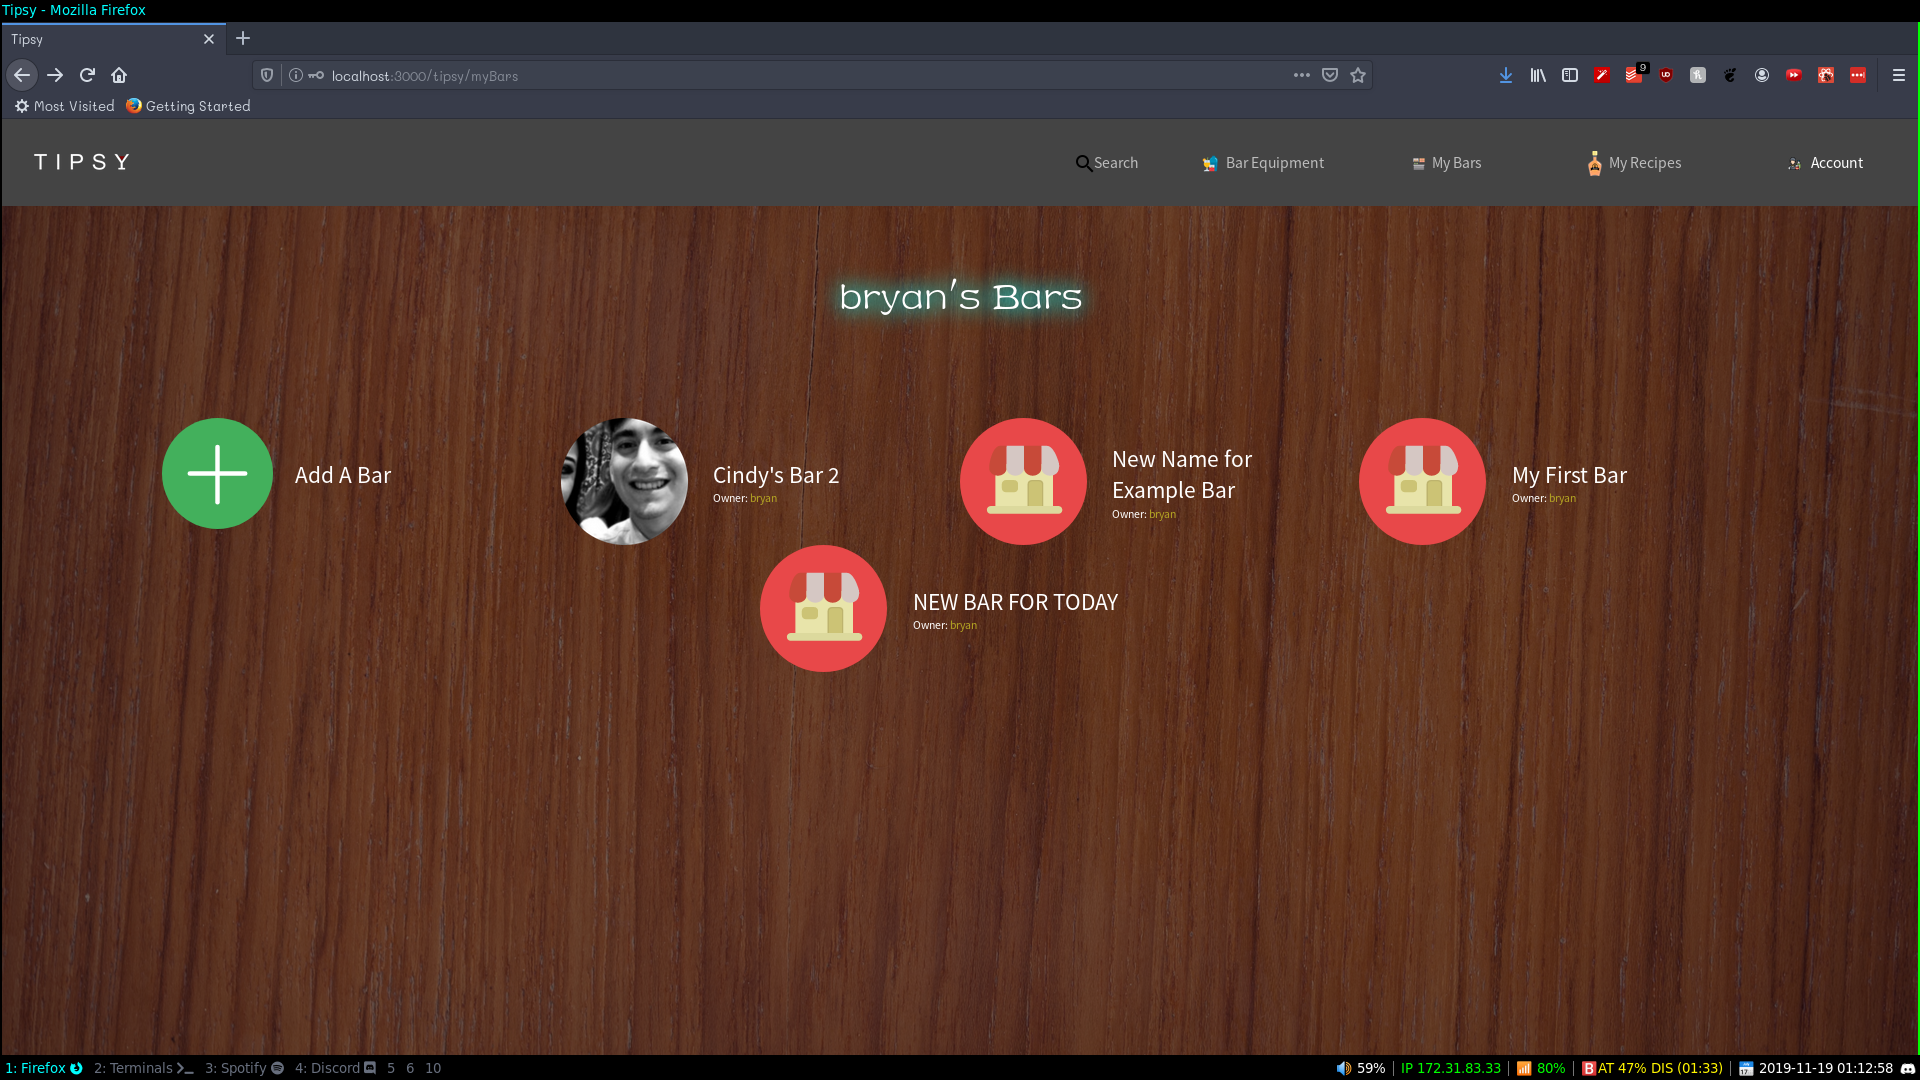 Tipsy - Mozilla Firefox
Tipsy
localhost:3000/tipsy/myBars
9
Most Visited
Getting Started
TIPSY
Search
Bar Equipment
My Bars
My Recipes
Account
bryan's Bars
Add A Bar
Cindy's Bar 2
Owner: bryan
New Name for
Example Bar
Owner: bryan
My First Bar
Owner: bryan
NEW BAR FOR TODAY
Owner: bryan
1: Firefox 2: Terminals 3: Spotify 4: Discord 5 6 10
59% | IP 172.31.83.33 | 80% | BAT 47% DIS (01:33) | 2019-11-19 01:12:58